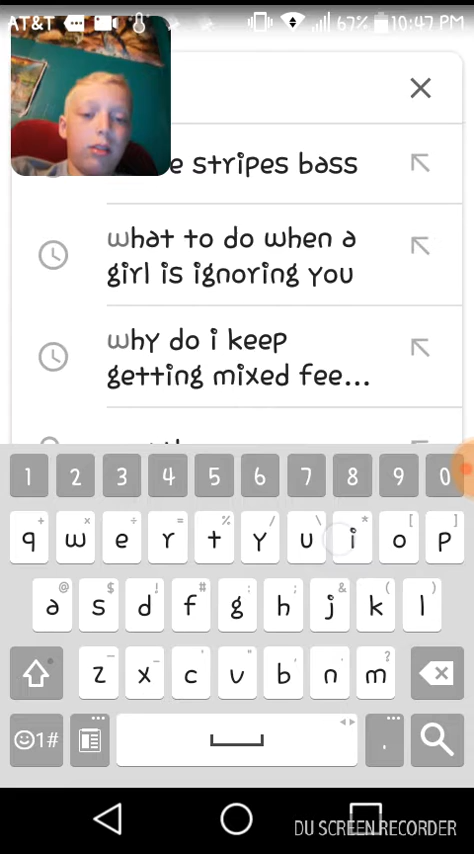 AT&T 67% 10:47 PM
e stripes bass
what to do when a
girl is ignoring you
why do i keep
getting mixed fee...
1 2 3 4 5 6 7 8 9 0
+ × ÷ = % / \ * [ ]
q w e r t y u i o p
@ $ ! # : ; & ( )
a s d f g h j k l
_ - ' " ' , ?
z x c v b n m
1#
.
DU SCREEN RECORDER